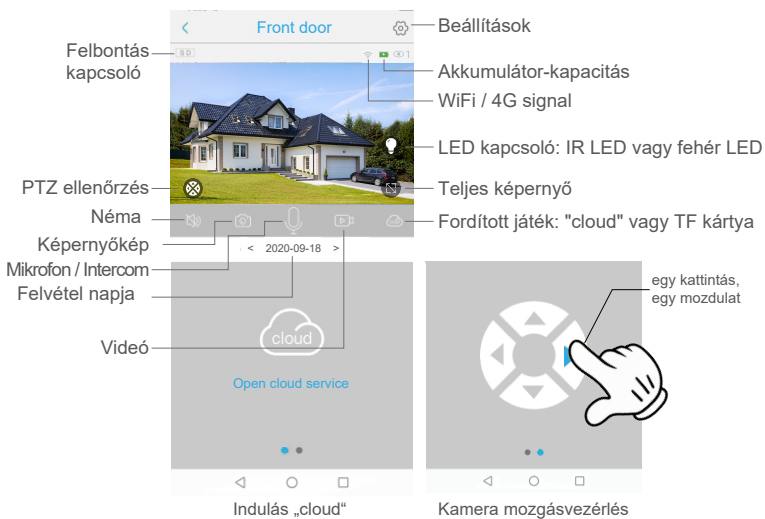 Front door
Beállítások
Felbontás
kapcsoló
1
Akkumulátor-kapacitás
WiFi / 4G signal
LED kapcsoló: IR LED vagy fehér LED
PTZ ellenőrzés
Teljes képernyő
Néma
Fordított játék: "cloud" vagy TF kártya
Képernyőkép
< 2020-09-18 >
Mikrofon / Intercom
Felvétel napja
egy kattintás,
egy mozdulat
Videó
cloud
Open cloud service
Indulás „cloud“
Kamera mozgásvezérlés